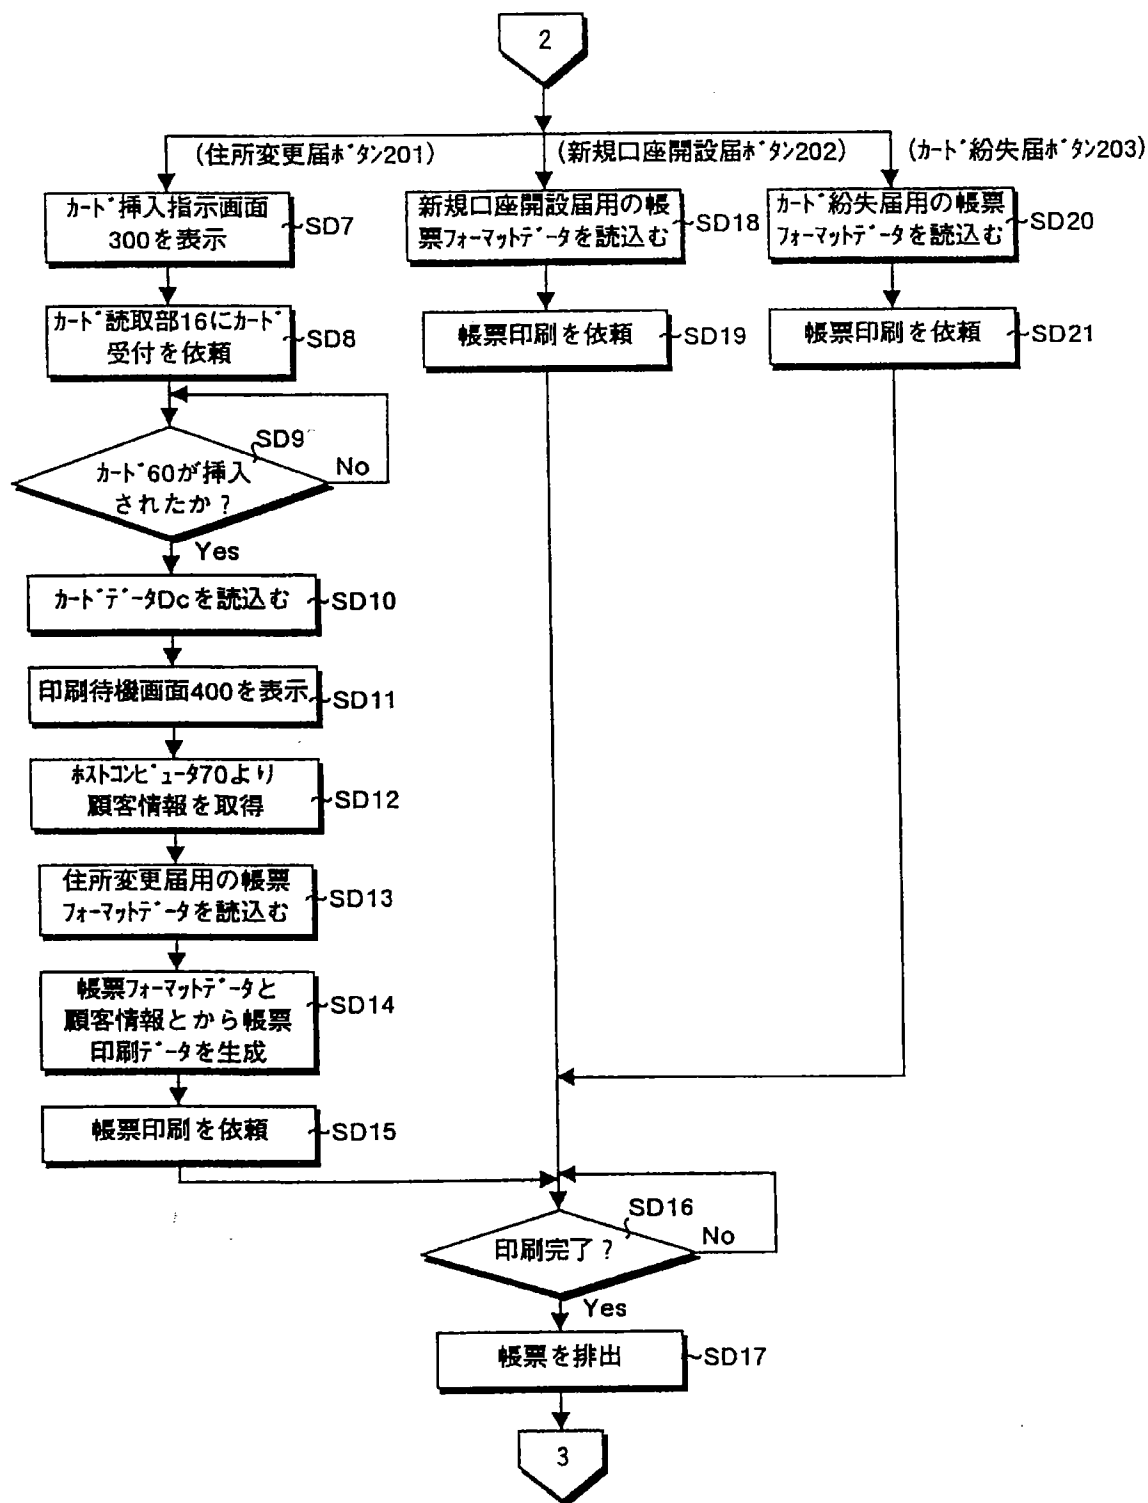 2
(住所変更届ﾎﾞﾀﾝ201)
(新規口座開設届ﾎﾞﾀﾝ202)
(ｶｰﾄﾞ紛失届ﾎﾞﾀﾝ203)
ｶｰﾄﾞ挿入指示画面
300を表示
SD7
新規口座開設届用の帳
票ﾌｫｰﾏｯﾄﾃﾞｰﾀを読込む
SD18
ｶｰﾄﾞ紛失届用の帳票
ﾌｫｰﾏｯﾄﾃﾞｰﾀを読込む
SD20
ｶｰﾄﾞ読取部16にｶｰﾄﾞ
受付を依頼
SD8
帳票印刷を依頼
SD19
帳票印刷を依頼
SD21
SD9
ｶｰﾄﾞ60が挿入
されたか？
No
Yes
ｶｰﾄﾞﾃﾞｰﾀDcを読込む
SD10
印刷待機画面400を表示
SD11
ﾎｽﾄｺﾝﾋﾟｭｰﾀ70より
顧客情報を取得
SD12
住所変更届用の帳票
ﾌｫｰﾏｯﾄﾃﾞｰﾀを読込む
SD13
帳票ﾌｫｰﾏｯﾄﾃﾞｰﾀと
顧客情報とから帳票
印刷ﾃﾞｰﾀを生成
SD14
帳票印刷を依頼
SD15
SD16
印刷完了？
No
Yes
帳票を排出
SD17
3